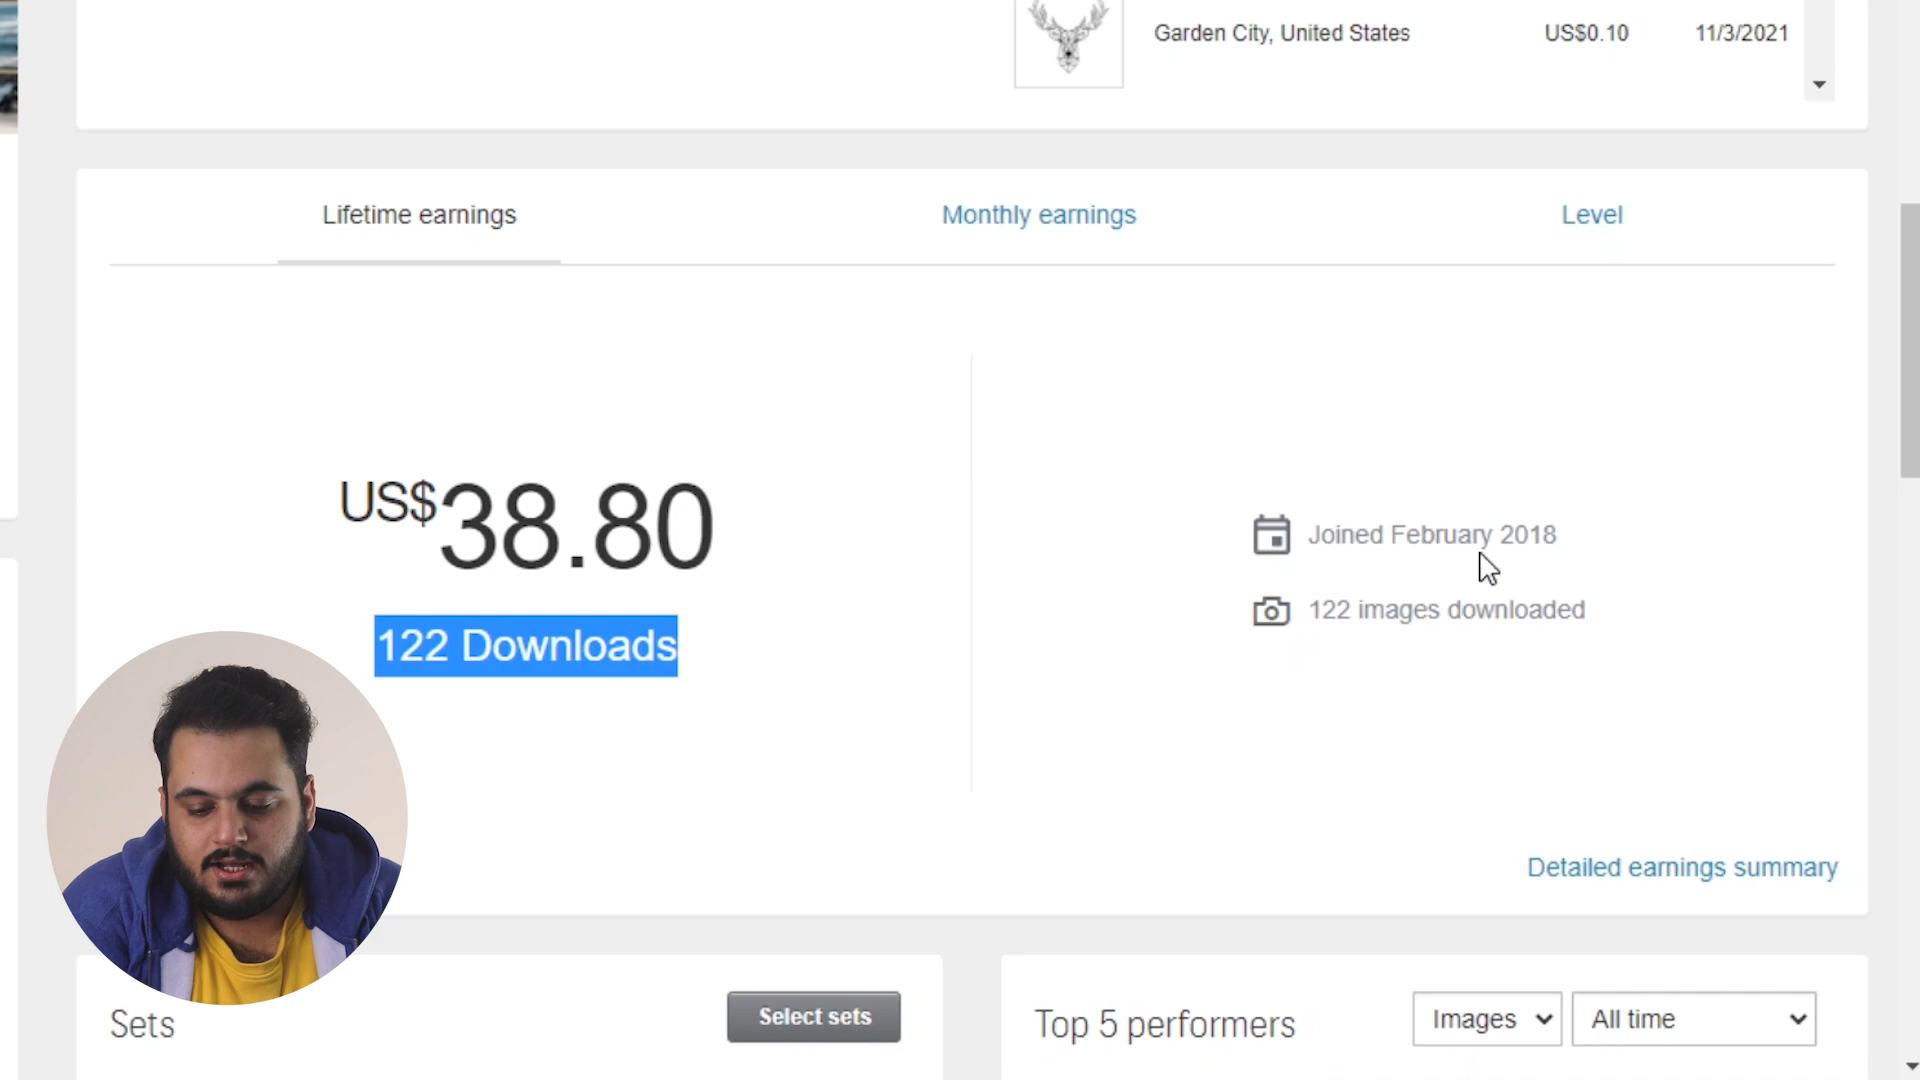 Garden City, United States US$0.10 11/3/2021
Lifetime earnings Monthly earnings Level
US$38.80
122 Downloads
Joined February 2018
122 images downloaded
Detailed earnings summary
Sets Select sets
Top 5 performers Images All time